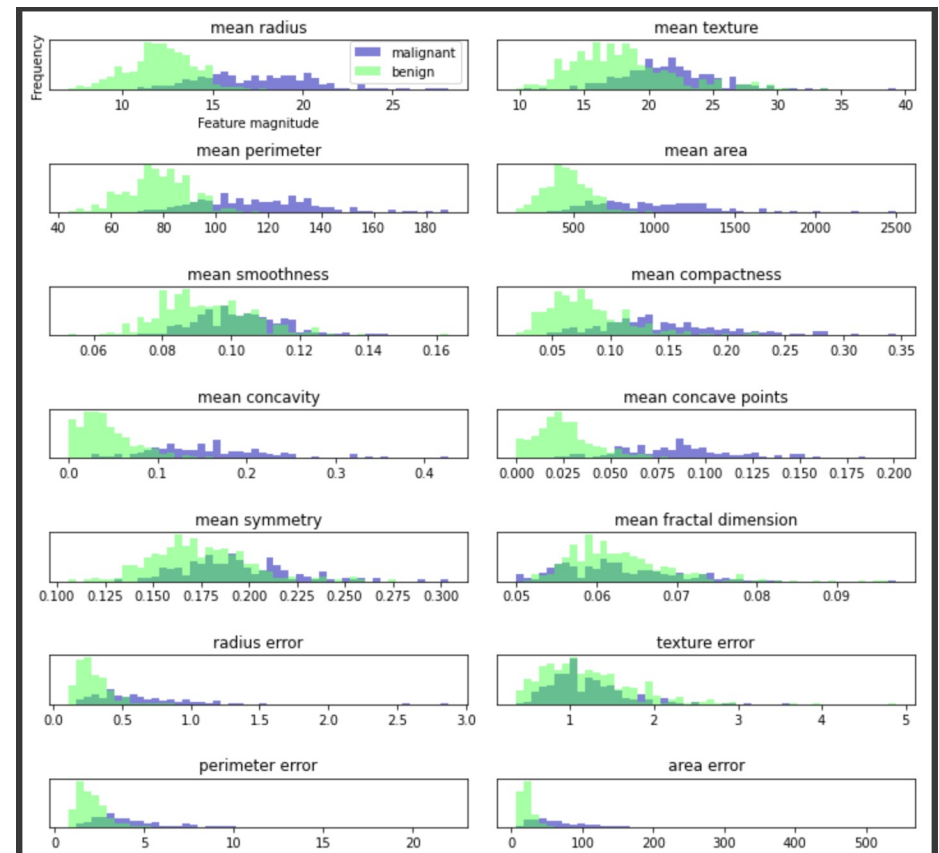 mean radius
mean texture
Frequency
malignant
benign
10 15 20 25
Feature magnitude
10 15 20 25 30 35 40
mean perimeter
mean area
40 60 80 100 120 140 160 180
500 1000 1500 2000 2500
mean smoothness
mean compactness
0.06 0.08 0.10 0.12 0.14 0.16
0.05 0.10 0.15 0.20 0.25 0.30 0.35
mean concavity
mean concave points
0.0 0.1 0.2 0.3 0.4
0.000 0.025 0.050 0.075 0.100 0.125 0.150 0.175 0.200
mean symmetry
mean fractal dimension
0.100 0.125 0.150 0.175 0.200 0.225 0.250 0.275 0.300
0.05 0.06 0.07 0.08 0.09
radius error
texture error
0.0 0.5 1.0 1.5 2.0 2.5 3.0
1 2 3 4 5
perimeter error
area error
0 5 10 15 20
0 100 200 300 400 500